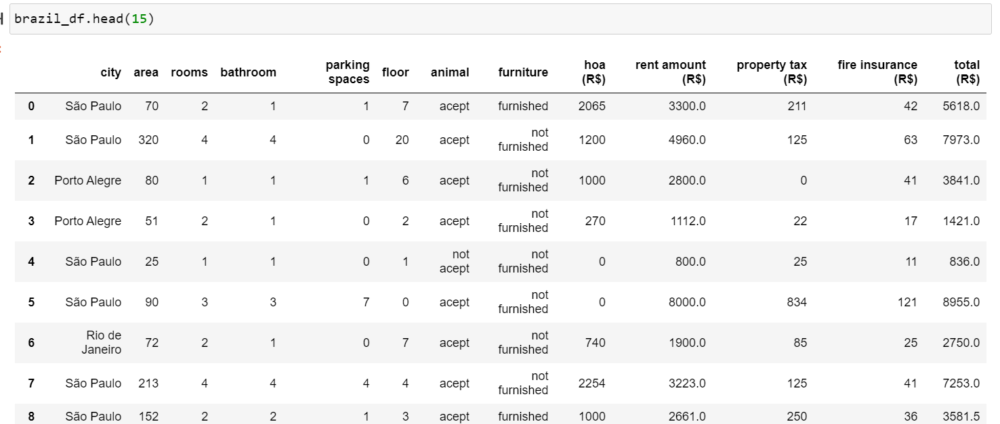 brazil_df.head(15)
city area rooms bathroom parking spaces floor animal furniture hoa (R$) rent amount (R$) property tax (R$) fire insurance (R$) total (R$)
0 São Paulo 70 2 1 1 7 acept furnished 2065 3300.0 211 42 5618.0
1 São Paulo 320 4 4 0 20 acept not furnished 1200 4960.0 125 63 7973.0
2 Porto Alegre 80 1 1 1 6 acept not furnished 1000 2800.0 0 41 3841.0
3 Porto Alegre 51 2 1 0 2 acept not furnished 270 1112.0 22 17 1421.0
4 São Paulo 25 1 1 0 1 not acept not furnished 0 800.0 25 11 836.0
5 São Paulo 90 3 3 7 0 acept not furnished 0 8000.0 834 121 8955.0
6 Rio de Janeiro 72 2 1 0 7 acept not furnished 740 1900.0 85 25 2750.0
7 São Paulo 213 4 4 4 4 acept not furnished 2254 3223.0 125 41 7253.0
8 São Paulo 152 2 2 1 3 acept furnished 1000 2661.0 250 36 3581.5